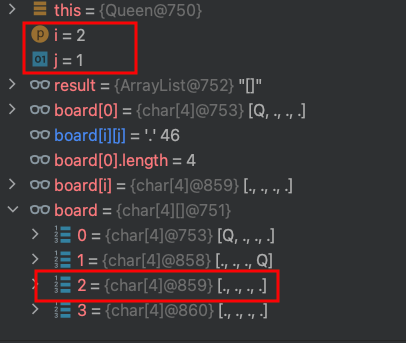 this = {Queen@750}
p i = 2
01 j = 1
result = {ArrayList@752} "[]"
board[0] = {char[4]@753} [Q, ., ., .]
board[i][j] = '.' 46
board[0].length = 4
board[i] = {char[4]@859} [., ., ., .]
board = {char[4][]@751}
0 = {char[4]@753} [Q, ., ., .]
1 = {char[4]@858} [., ., ., Q]
2 = {char[4]@859} [., ., ., .]
3 = {char[4]@860} [., ., ., .]